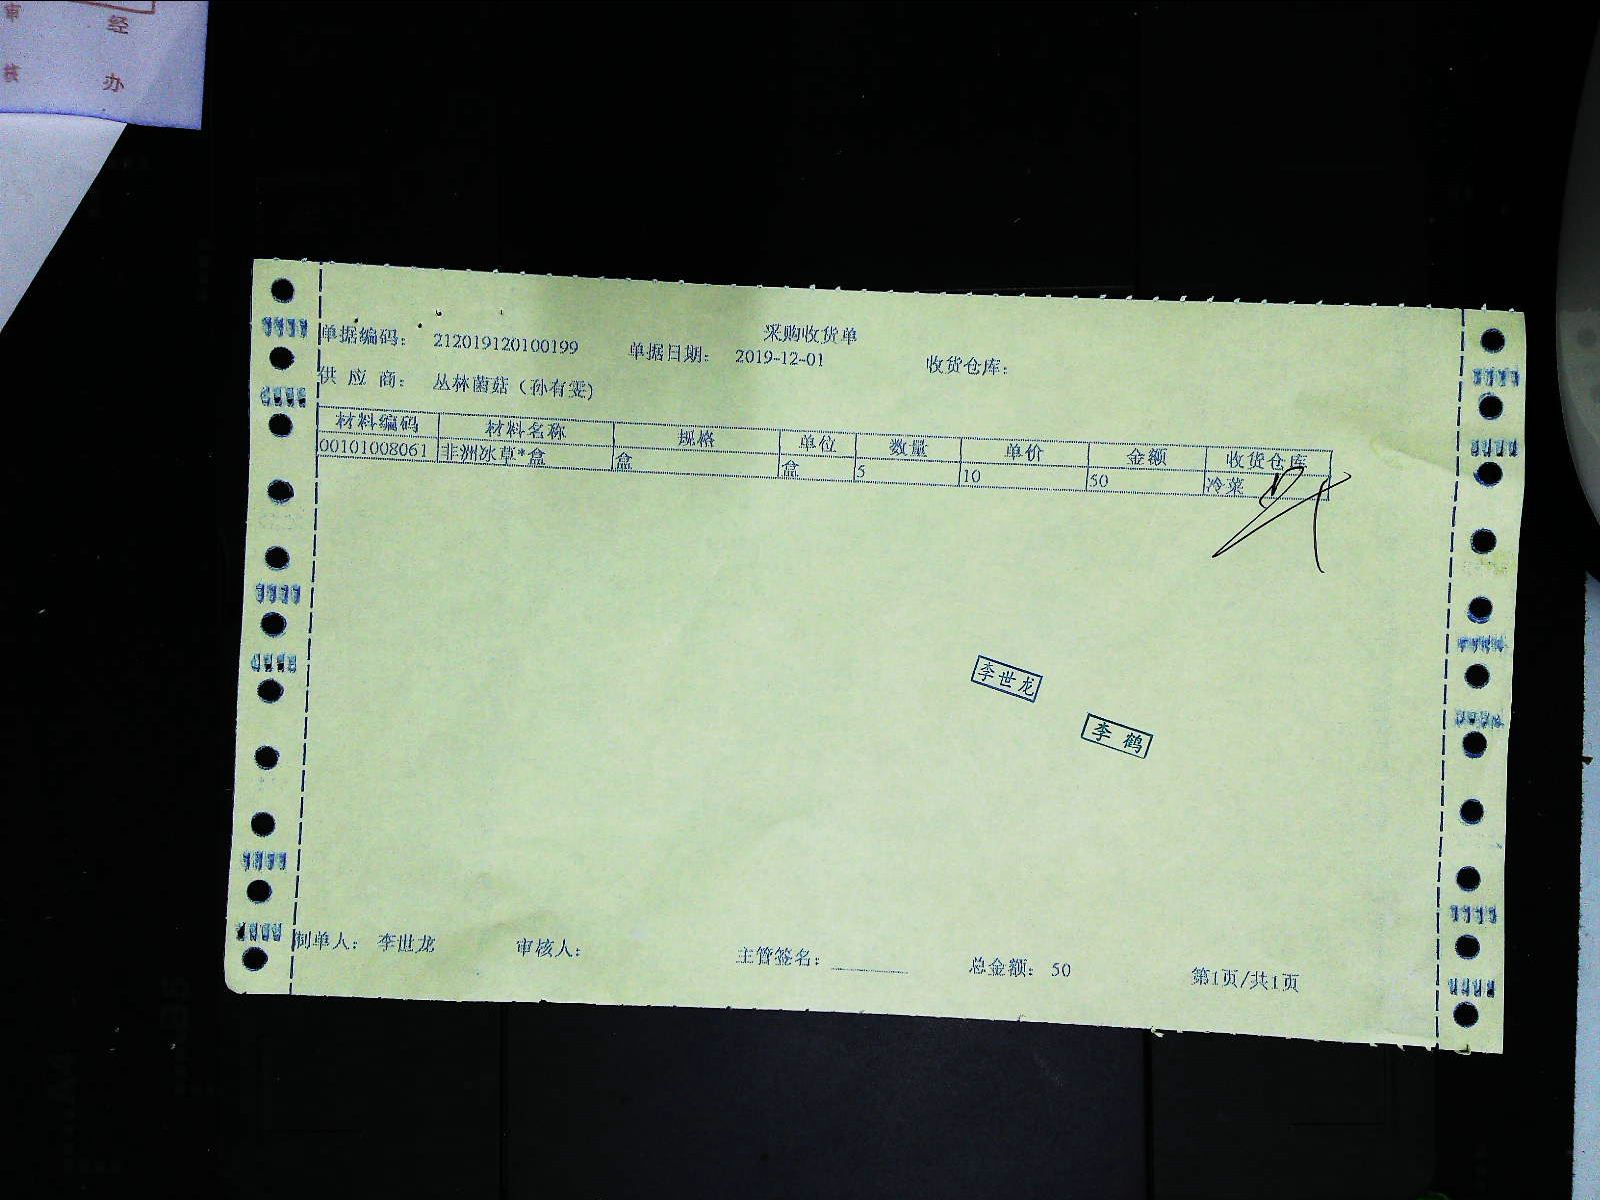 审 经
核 办
采购收货单
单据编码： 212019120100199 单据日期： 2019-12-01 收货仓库：
供 应 商： 丛林菌菇（孙有雯）
材料编码 材料名称 规格 单位 数量 单价 金额 收货仓库
00101008061 非洲冰草*盒 盒 盒 5 10 50 冷菜
李世龙
李鹤
制单人： 李世龙 审核人： 主管签名： 总金额： 50 第1页/共1页